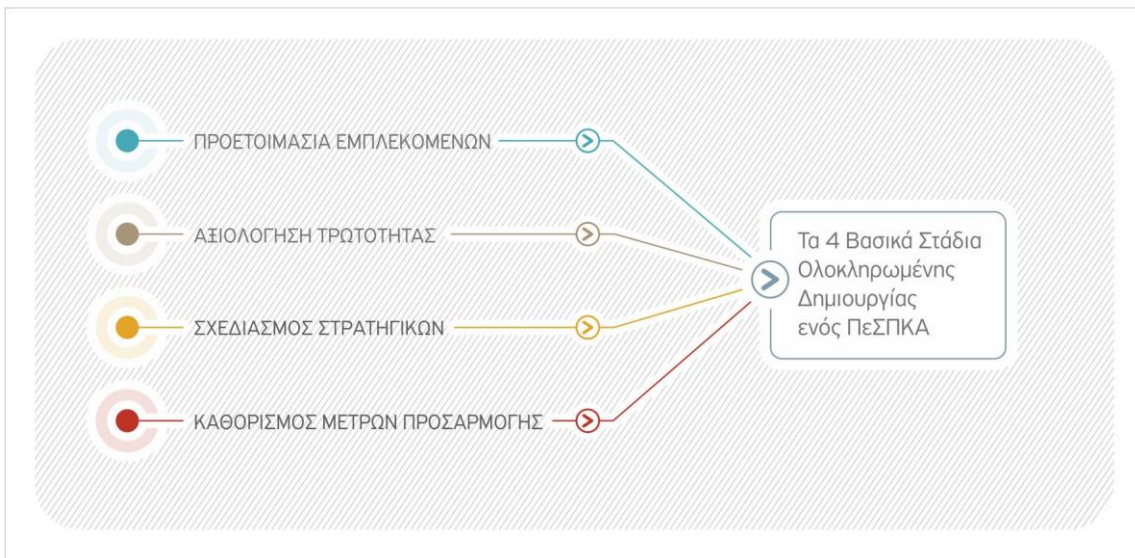 ΠΡΟΕΤΟΙΜΑΣΙΑ ΕΜΠΛΕΚΟΜΕΝΩΝ
ΑΞΙΟΛΟΓΗΣΗ ΤΡΩΤΟΤΗΤΑΣ
ΣΧΕΔΙΑΣΜΟΣ ΣΤΡΑΤΗΓΙΚΩΝ
ΚΑΘΟΡΙΣΜΟΣ ΜΕΤΡΩΝ ΠΡΟΣΑΡΜΟΓΗΣ
Τα 4 Βασικά Στάδια
Ολοκληρωμένης
Δημιουργίας
ενός ΠεΣΠΚΑ